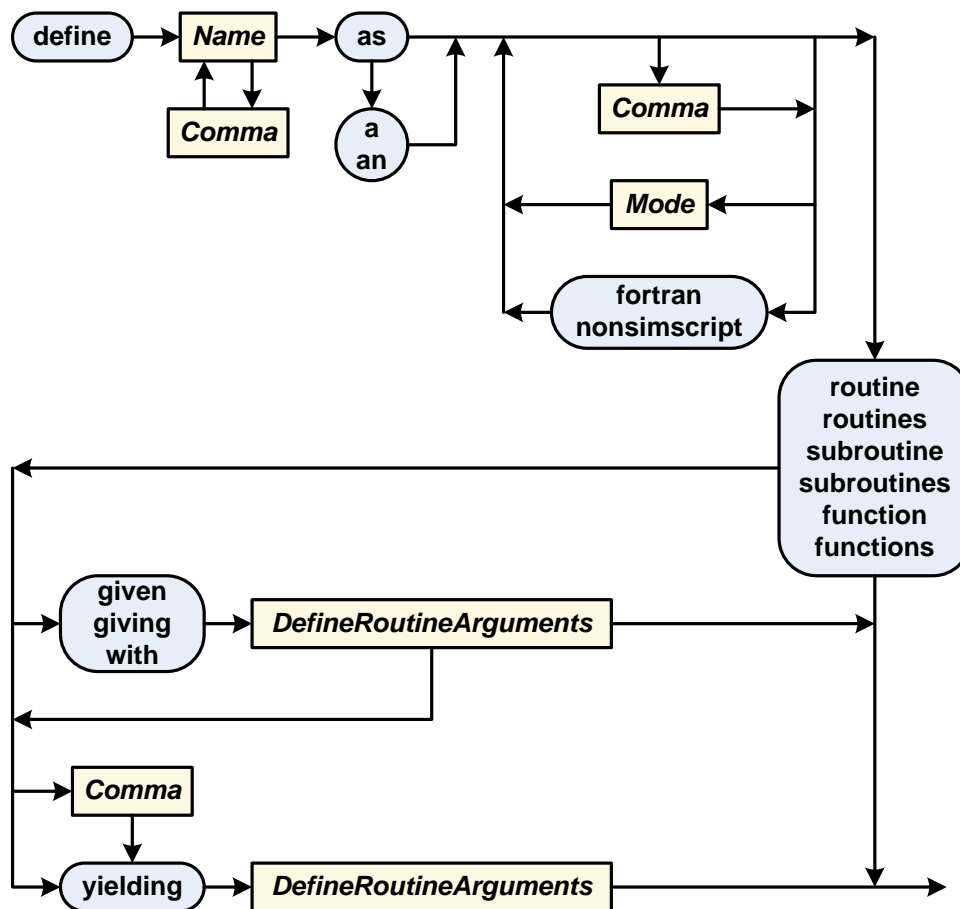 define
Name
as
Comma
a
an
Comma
Mode
fortran
nonsimscript
routine
routines
subroutine
subroutines
function
functions
given
giving
with
DefineRoutineArguments
Comma
yielding
DefineRoutineArguments